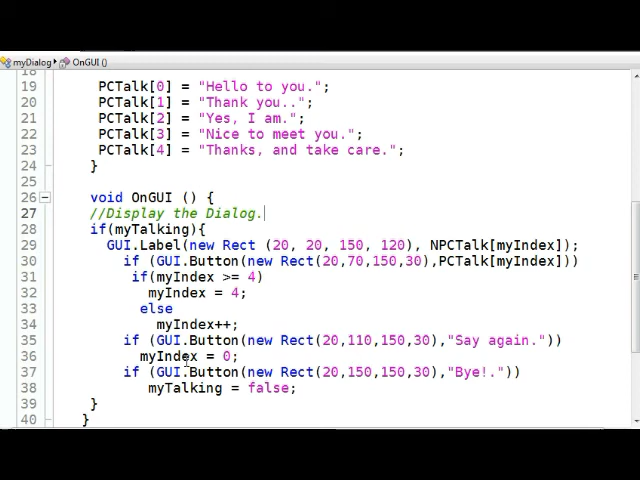 myDialog OnGUI ()
18
19 PCTalk[0] = "Hello to you.";
20 PCTalk[1] = "Thank you..";
21 PCTalk[2] = "Yes, I am.";
22 PCTalk[3] = "Nice to meet you.";
23 PCTalk[4] = "Thanks, and take care.";
24 }
25
26 void OnGUI () {
27 //Display the Dialog.
28 if(myTalking){
29 GUI.Label(new Rect (20, 20, 150, 120), NPCTalk[myIndex]);
30 if (GUI.Button(new Rect(20,70,150,30),PCTalk[myIndex]))
31 if(myIndex >= 4)
32 myIndex = 4;
33 else
34 myIndex++;
35 if (GUI.Button(new Rect(20,110,150,30),"Say again."))
36 myIndex = 0;
37 if (GUI.Button(new Rect(20,150,150,30),"Bye!."))
38 myTalking = false;
39 }
40 }